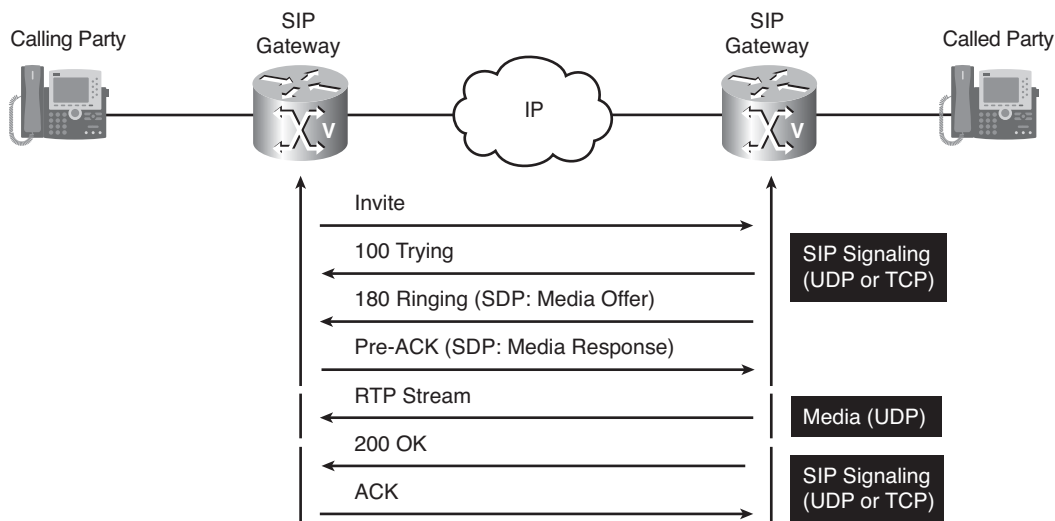 Calling Party
SIP
Gateway
SIP
Gateway
Called Party
IP
V
V
Invite
100 Trying
180 Ringing (SDP: Media Offer)
Pre-ACK (SDP: Media Response)
RTP Stream
200 OK
ACK
SIP Signaling
(UDP or TCP)
Media (UDP)
SIP Signaling
(UDP or TCP)